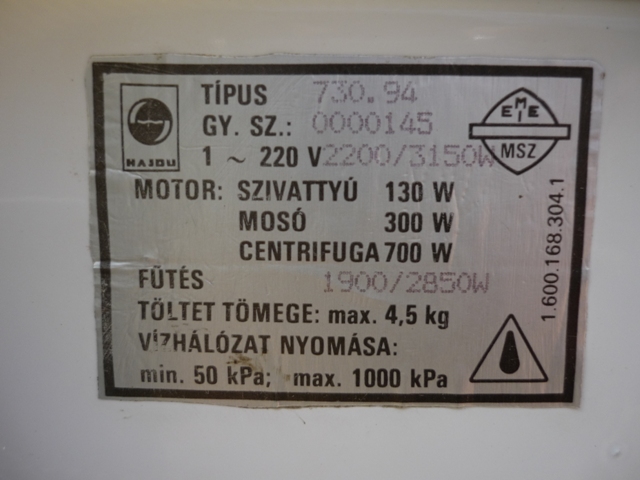 HAJDU
TÍPUS 730.94
GY. SZ.: 0000145
1 ~ 220 V 2200/3150W
EMEI
MSZ
MOTOR: SZIVATTYÚ 130 W
MOSÓ 300 W
CENTRIFUGA 700 W
FŰTÉS 1900/2850W
TÖLTET TÖMEGE: max. 4,5 kg
VÍZHÁLÓZAT NYOMÁSA:
min. 50 kPa; max. 1000 kPa
1.600.168.304.1